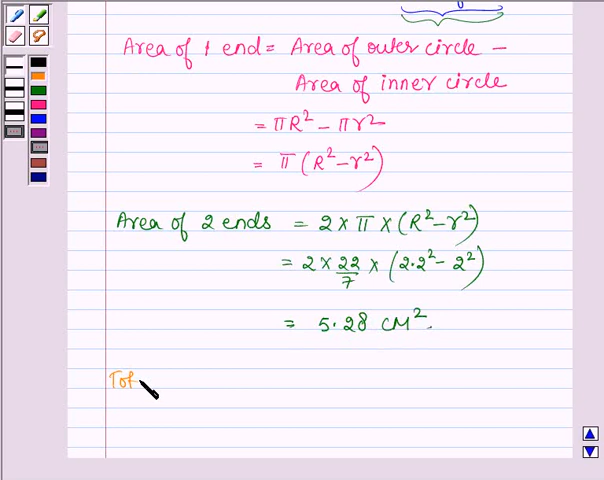 Area of 1 end = Area of outer circle -
Area of inner circle
= πR² - πr²
= π (R² - r²)
Area of 2 ends = 2 × π × (R² - r²)
= 2 × 22/7 × (2.2² - 2²)
= 5.28 CM².
Tot